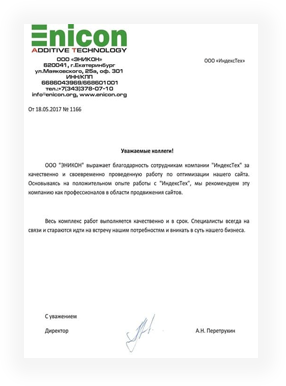 Enicon
ADDITIVE TECHNOLOGY
ООО «ЭНИКОН»
620041, г.Екатеринбург
ул.Маяковского, 25а, оф. 301
ИНН/КПП
6686043969/668601001
тел.:+7(343)378-07-10
info@enicon.org, www.enicon.org
ООО «ИндексТех»
От 18.05.2017 № 1166
Уважаемые коллеги!
ООО "ЭНИКОН" выражает благодарность сотрудникам компании "ИндексТех" за
качественно и своевременно проведенную работу по оптимизации нашего сайта.
Основываясь на положительном опыте работы с "ИндексТех", мы рекомендуем эту
компанию как профессионалов в области продвижения сайтов.
Весь комплекс работ выполняется качественно и в срок. Специалисты всегда на
связи и стараются идти на встречу нашим потребностям и вникать в суть нашего бизнеса.
С уважением
Директор
А.Н. Перетрухин